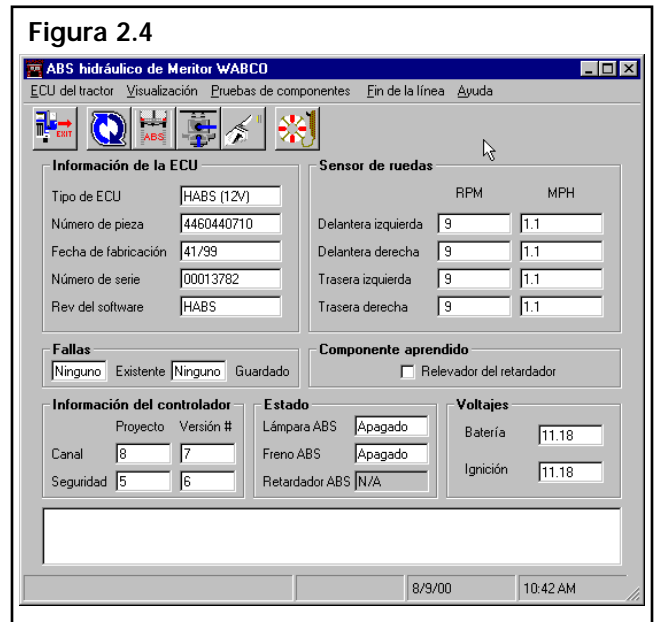 Figura 2.4
ABS hidráulico de Meritor WABCO
ECU del tractor Visualización Pruebas de componentes Fin de la línea Ayuda
EXIT ABS
Información de la ECU
Tipo de ECU HABS (12V)
Número de pieza 4460440710
Fecha de fabricación 41/99
Número de serie 00013782
Rev del software HABS
Sensor de ruedas
RPM MPH
Delantera izquierda 9 1.1
Delantera derecha 9 1.1
Trasera izquierda 9 1.1
Trasera derecha 9 1.1
Fallas
Ninguno Existente Ninguno Guardado
Componente aprendido
Relevador del retardador
Información del controlador
Proyecto Versión #
Canal 8 7
Seguridad 5 6
Estado
Lámpara ABS Apagado
Freno ABS Apagado
Retardador ABS N/A
Voltajes
Batería 11.18
Ignición 11.18
8/9/00 10:42 AM